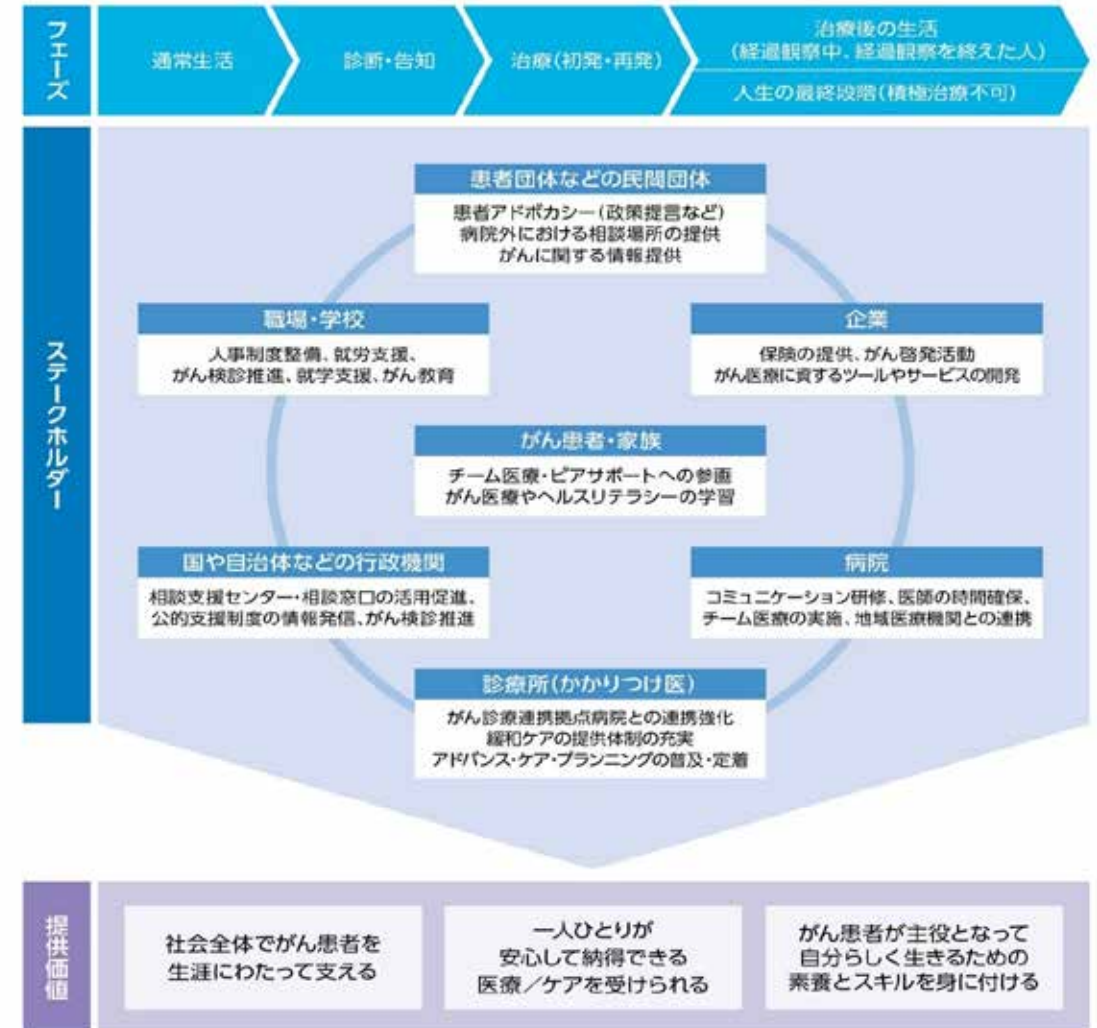 フェーズ
通常生活
診断・告知
治療(初発・再発)
治療後の生活
(経過観察中、経過観察を終えた人)
人生の最終段階(積極治療不可)
ステークホルダー
患者団体などの民間団体
患者アドボカシー(政策提言など)
病院外における相談場所の提供
がんに関する情報提供
職場・学校
人事制度整備、就労支援、
がん検診推進、就学支援、がん教育
企業
保険の提供、がん啓発活動
がん医療に資するツールやサービスの開発
がん患者・家族
チーム医療・ピアサポートへの参画
がん医療やヘルスリテラシーの学習
国や自治体などの行政機関
相談支援センター・相談窓口の活用促進、
公的支援制度の情報発信、がん検診推進
病院
コミュニケーション研修、医師の時間確保、
チーム医療の実施、地域医療機関との連携
診療所(かかりつけ医)
がん診療連携拠点病院との連携強化
緩和ケアの提供体制の充実
アドバンス・ケア・プランニングの普及・定着
提供価値
社会全体でがん患者を
生涯にわたって支える
一人ひとりが
安心して納得できる
医療/ケアを受けられる
がん患者が主役となって
自分らしく生きるための
素養とスキルを身に付ける